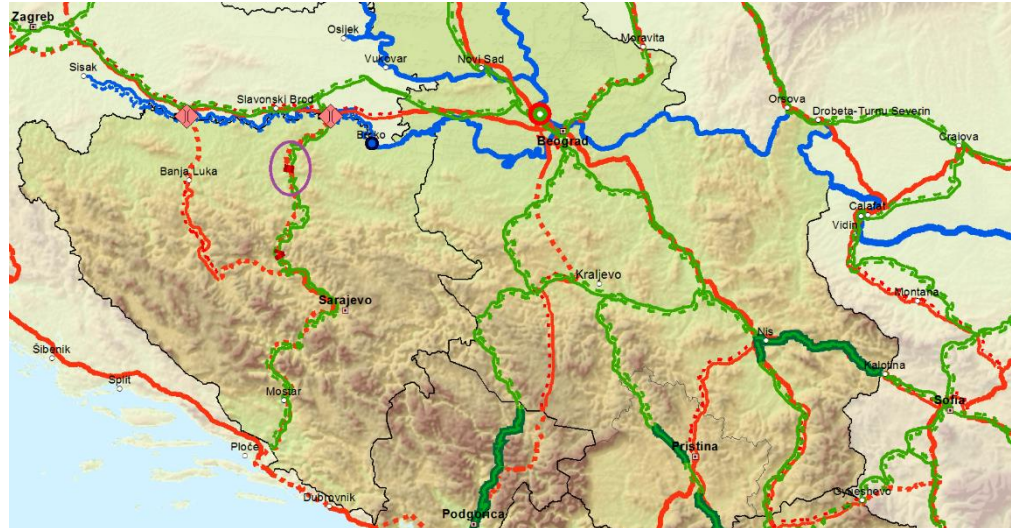 Zagreb
Osijek
Moravita
Sisak
Vukovar
Novi Sad
Slavonski Brod
Orsova
Drobeta-Turnu Severin
Craiova
Beograd
Banja Luka
Calafat
Vidin
Kraljevo
Montana
Sarajevo
Nis
Šibenik
Split
Kalotina
Mostar
Sofia
Ploče
Pristina
Gyueshevo
Dubrovnik
Podgorica